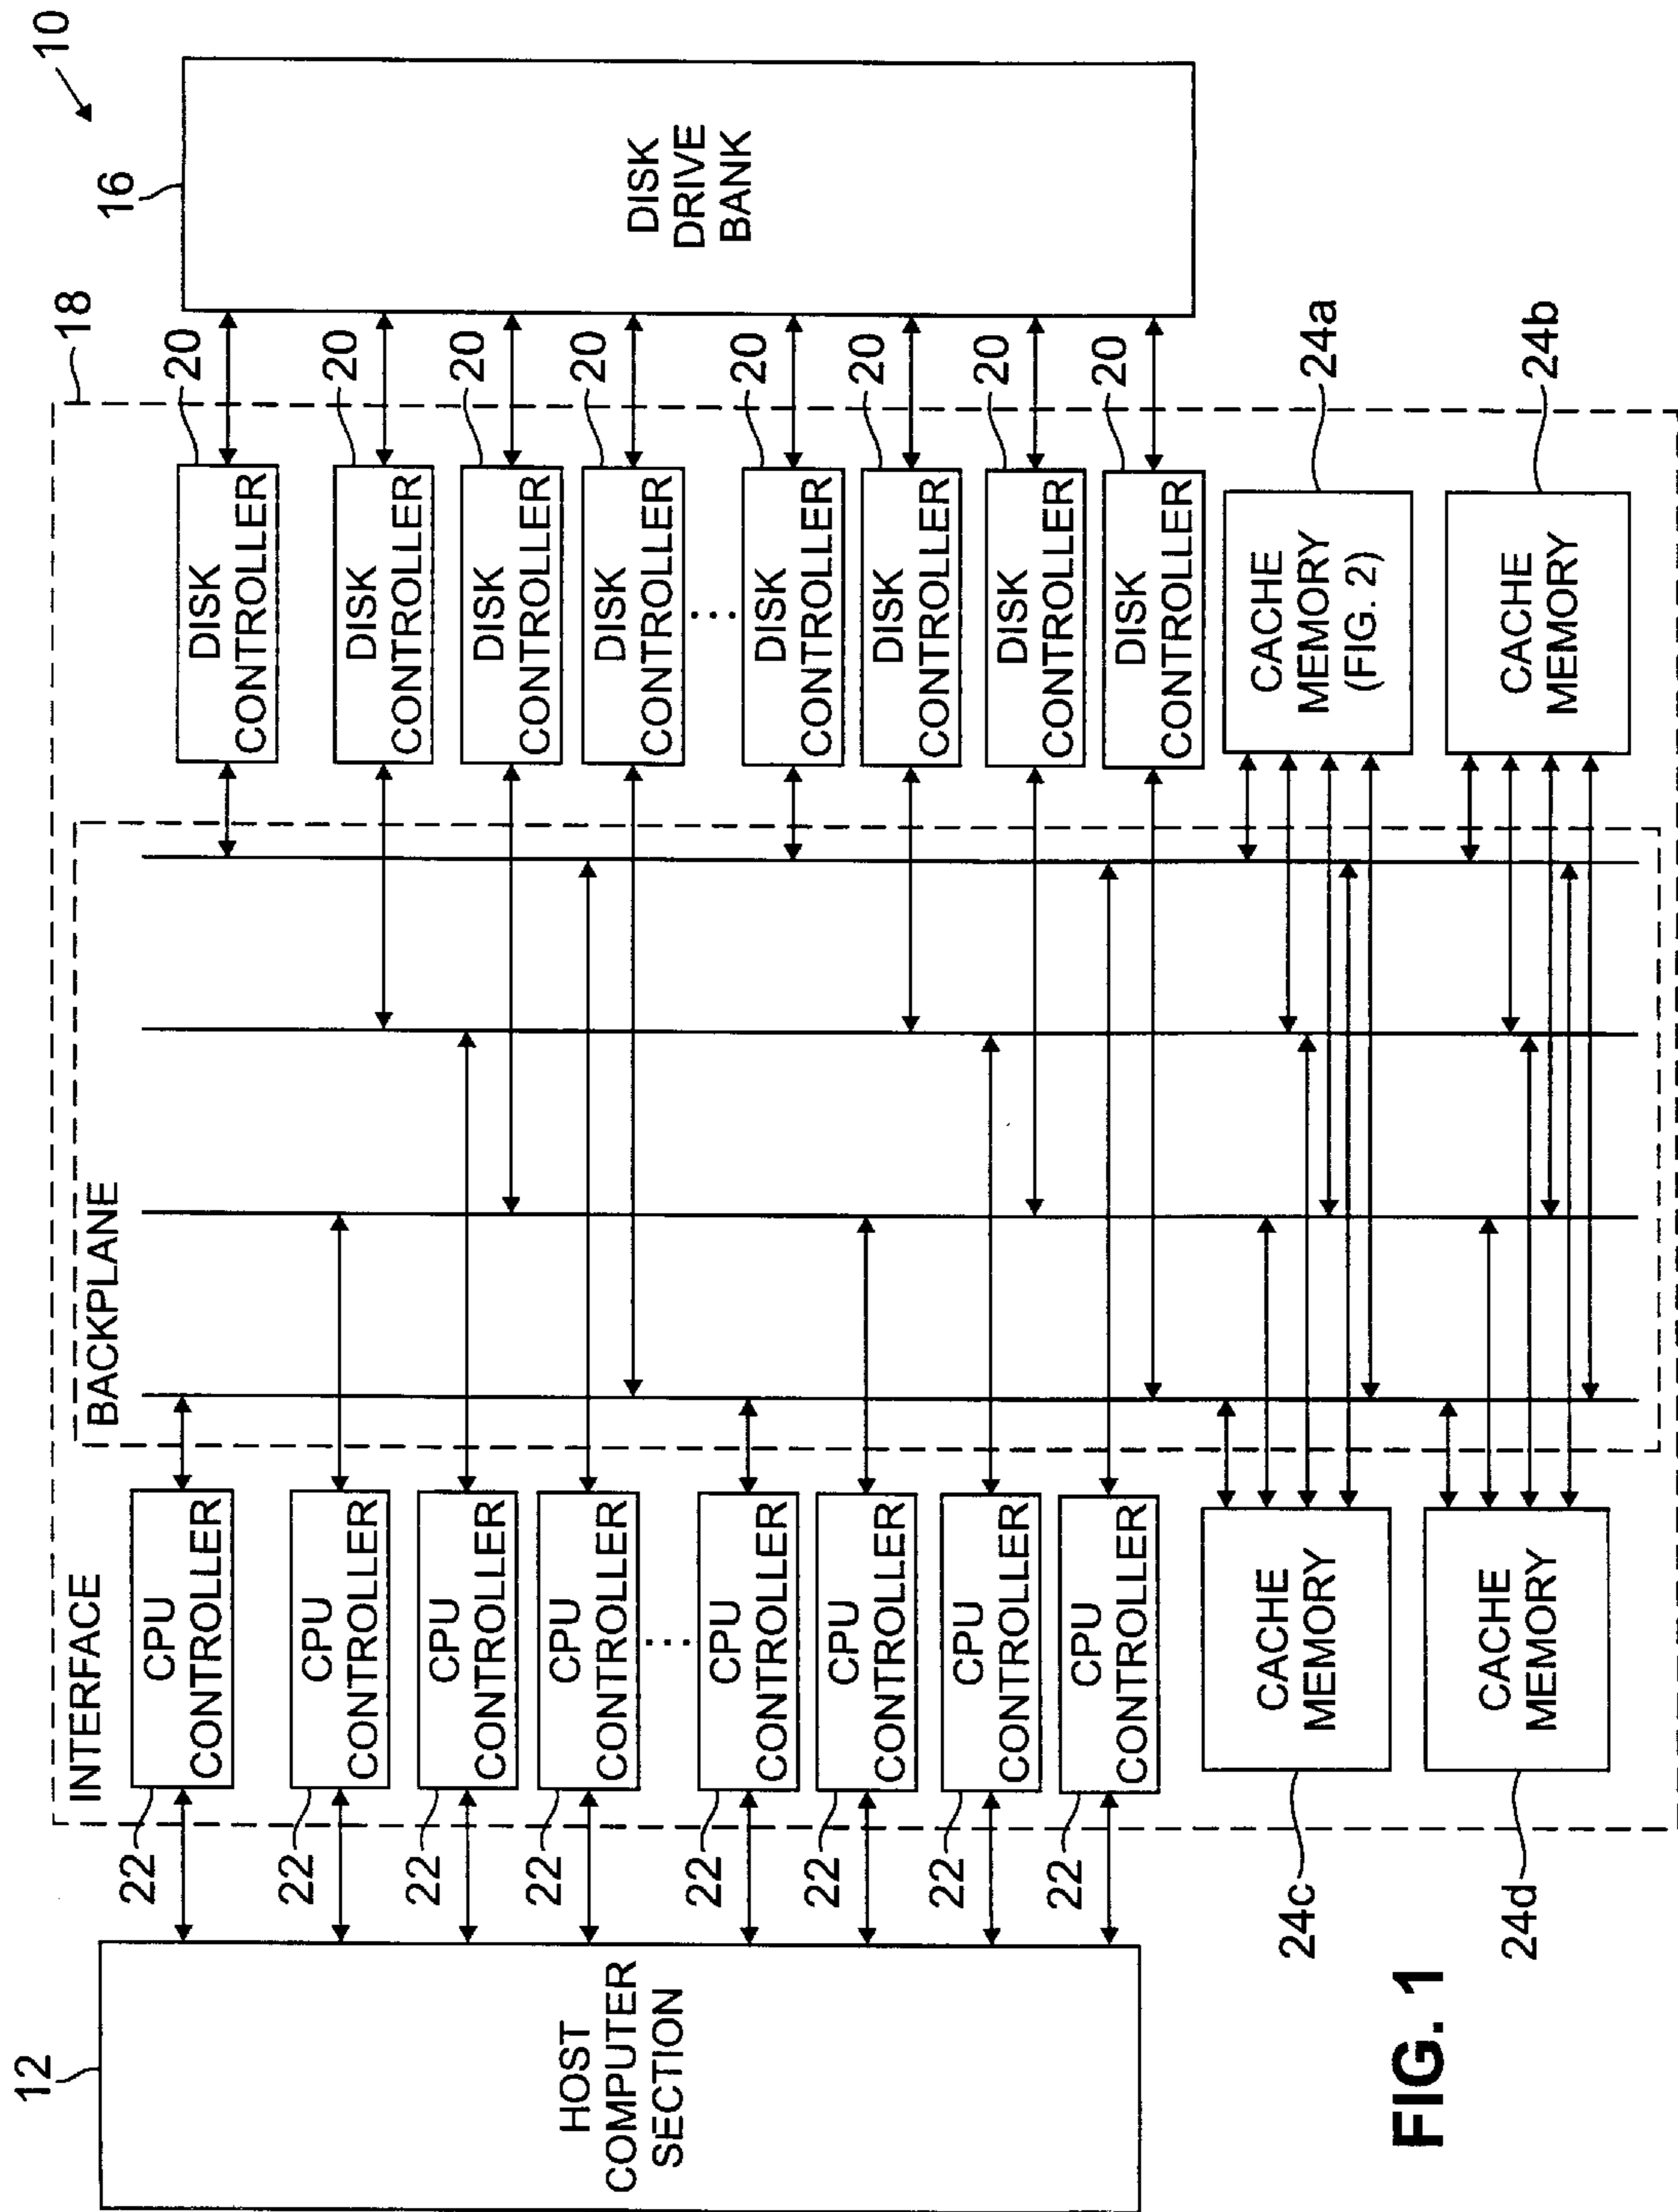 10
16
18
DISK
DRIVE
BANK
20
20
20
20
20
20
20
20
24a
24b
DISK
CONTROLLER
DISK
CONTROLLER
DISK
CONTROLLER
DISK
CONTROLLER
...
DISK
CONTROLLER
DISK
CONTROLLER
DISK
CONTROLLER
DISK
CONTROLLER
CACHE
MEMORY
(FIG. 2)
CACHE
MEMORY
BACKPLANE
INTERFACE
CPU
CONTROLLER
CPU
CONTROLLER
CPU
CONTROLLER
CPU
CONTROLLER
...
CPU
CONTROLLER
CPU
CONTROLLER
CPU
CONTROLLER
CPU
CONTROLLER
CACHE
MEMORY
CACHE
MEMORY
22
22
22
22
22
22
22
22
24c
24d
12
HOST
COMPUTER
SECTION
FIG. 1